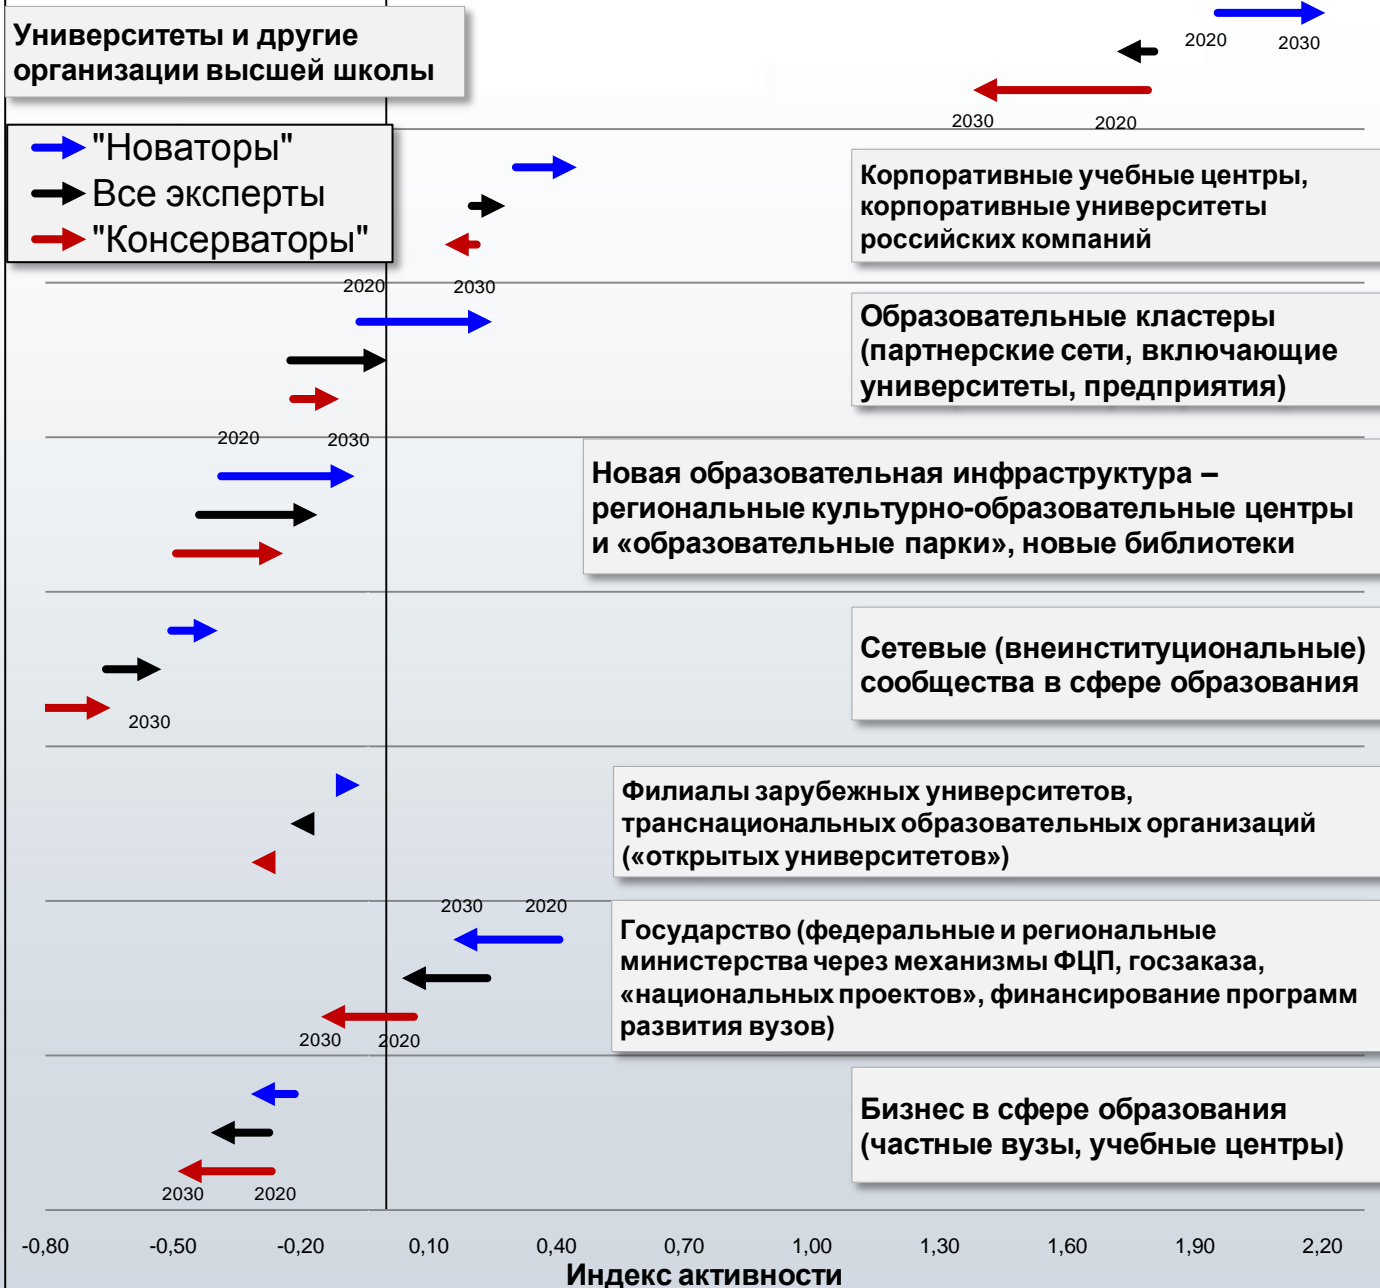 Университеты и другие
организации высшей школы
2020
2030
2030
2020
"Новаторы"
Все эксперты
"Консерваторы"
Корпоративные учебные центры,
корпоративные университеты
российских компаний
2020
2030
Образовательные кластеры
(партнерские сети, включающие
университеты, предприятия)
2020
2030
Новая образовательная инфраструктура –
региональные культурно-образовательные центры
и «образовательные парки», новые библиотеки
Сетевые (внеинституциональные)
сообщества в сфере образования
2030
Филиалы зарубежных университетов,
транснациональных образовательных организаций
(«открытых университетов»)
2030
2020
Государство (федеральные и региональные
министерства через механизмы ФЦП, госзаказа,
«национальных проектов», финансирование программ
развития вузов)
2030
2020
Бизнес в сфере образования
(частные вузы, учебные центры)
2030
2020
-0,80 -0,50 -0,20 0,10 0,40 0,70 1,00 1,30 1,60 1,90 2,20
Индекс активности